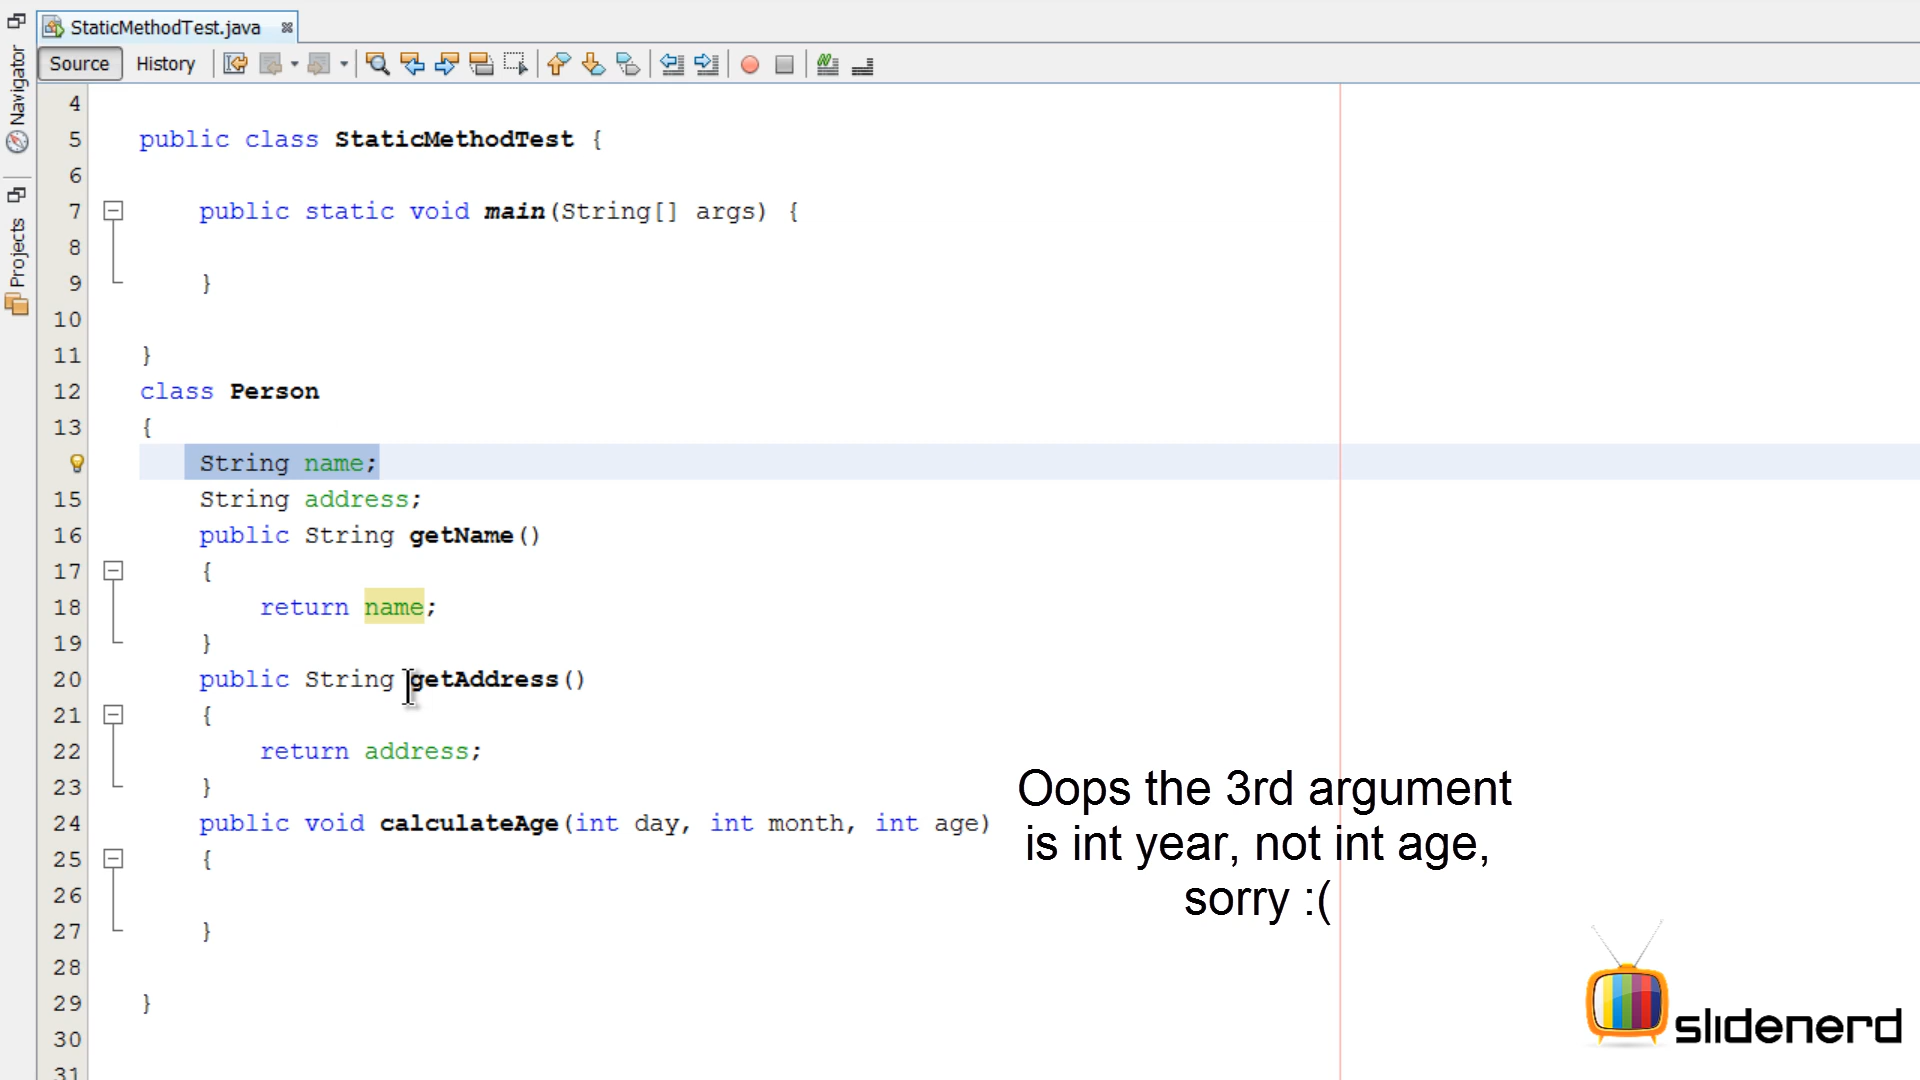 StaticMethodTest.java
Source History
Navigator
Projects
4
5 public class StaticMethodTest {
6
7 public static void main(String[] args) {
8
9 }
10
11 }
12 class Person
13 {
String name;
15 String address;
16 public String getName()
17 {
18 return name;
19 }
20 public String getAddress()
21 {
22 return address;
23 }
24 public void calculateAge(int day, int month, int age)
25 {
26
27 }
28
29 }
30
31
Oops the 3rd argument
is int year, not int age,
sorry :(
slidenerd